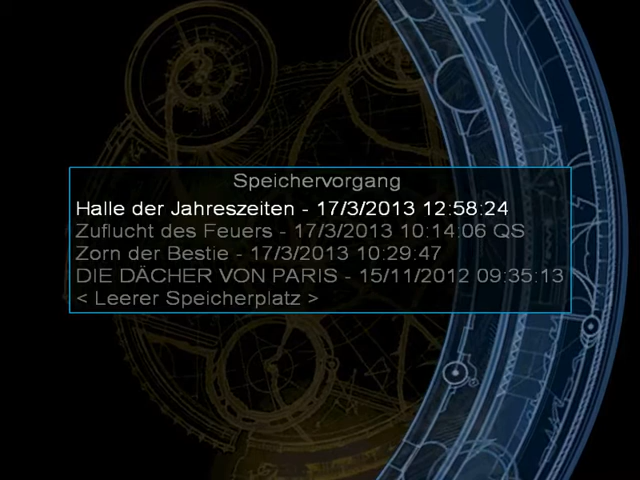 Speichervorgang
Halle der Jahreszeiten - 17/3/2013 12:58:24
Zuflucht des Feuers - 17/3/2013 10:14:06 QS
Zorn der Bestie - 17/3/2013 10:29:47
DIE DÄCHER VON PARIS - 15/11/2012 09:35:13
< Leerer Speicherplatz >